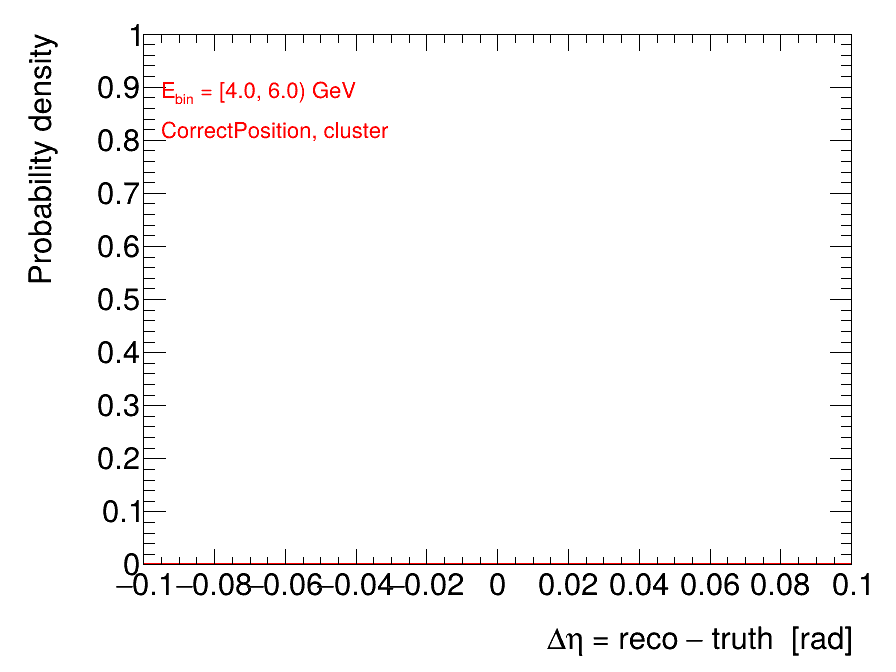 Probability density
1
0.9
0.8
0.7
0.6
0.5
0.4
0.3
0.2
0.1
0
E_bin = [4.0, 6.0) GeV
CorrectPosition, cluster
−0.1 −0.08 −0.06 −0.04 −0.02 0 0.02 0.04 0.06 0.08 0.1
Δη = reco − truth [rad]